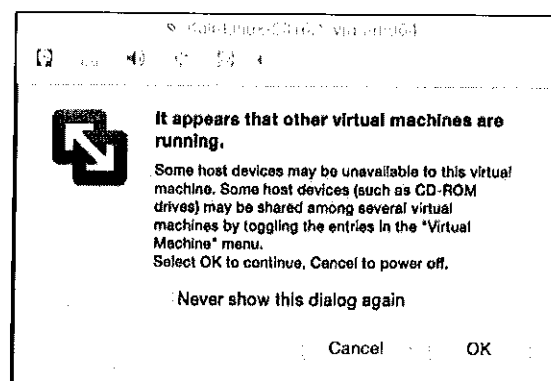 It appears that other virtual machines are
running.
Some host devices may be unavailable to this virtual
machine. Some host devices (such as CD-ROM
drives) may be shared among several virtual
machines by toggling the entries in the "Virtual
Machine" menu.
Select OK to continue, Cancel to power off.
Never show this dialog again
Cancel
OK